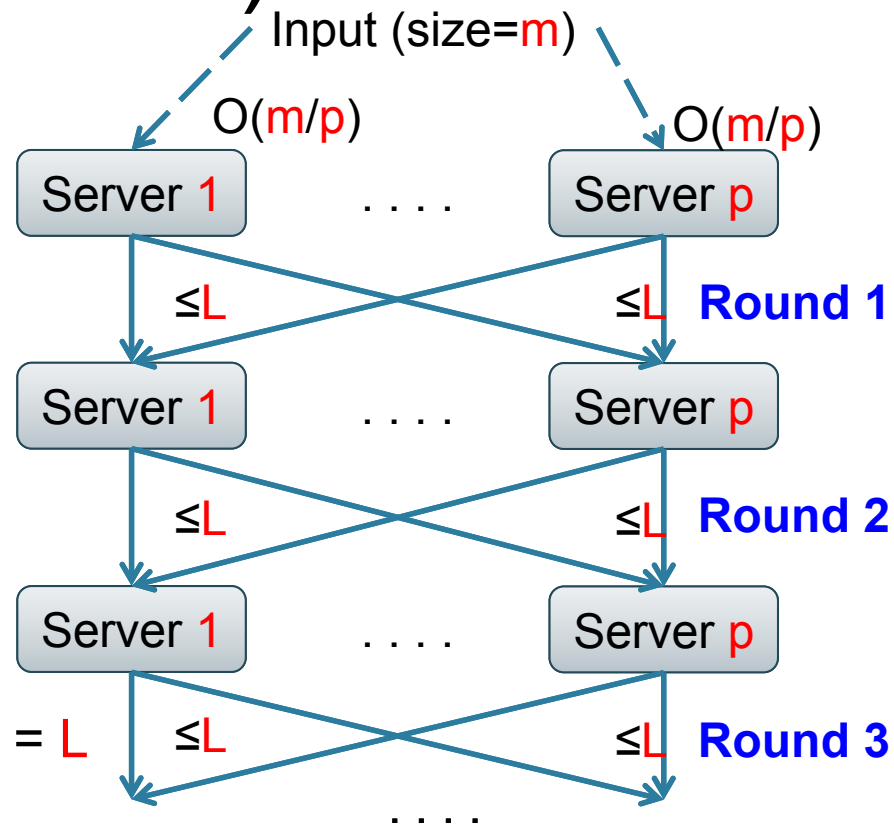 )
Input (size=m)
O(m/p) O(m/p)
Server 1 . . . . Server p
≤L ≤L Round 1
Server 1 . . . . Server p
≤L ≤L Round 2
Server 1 . . . . Server p
= L ≤L ≤L Round 3
. . . .